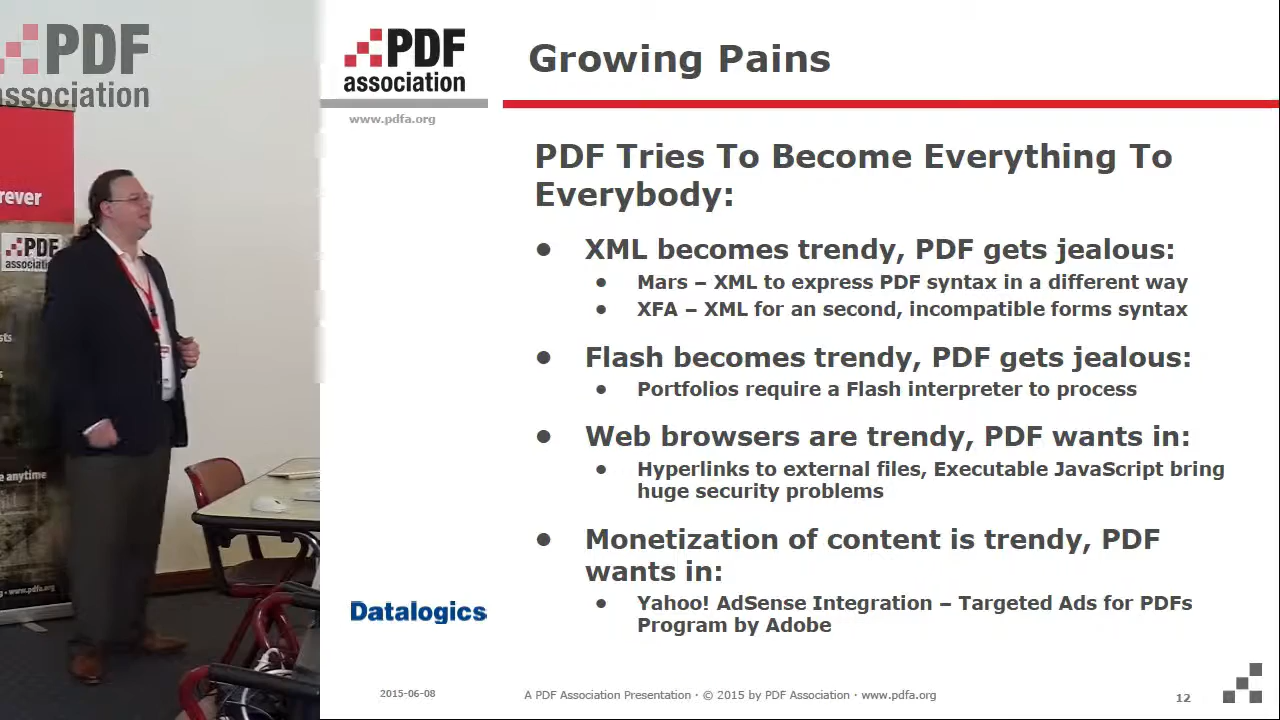 PDF
association
rever
PDF
anytime
www.pdfa.org
PDF
association
www.pdfa.org
Growing Pains
PDF Tries To Become Everything To
Everybody:
● XML becomes trendy, PDF gets jealous:
● Mars – XML to express PDF syntax in a different way
● XFA – XML for an second, incompatible forms syntax
● Flash becomes trendy, PDF gets jealous:
● Portfolios require a Flash interpreter to process
● Web browsers are trendy, PDF wants in:
● Hyperlinks to external files, Executable JavaScript bring
huge security problems
● Monetization of content is trendy, PDF
wants in:
● Yahoo! AdSense Integration – Targeted Ads for PDFs
Program by Adobe
Datalogics
2015-06-08
A PDF Association Presentation · © 2015 by PDF Association · www.pdfa.org
12